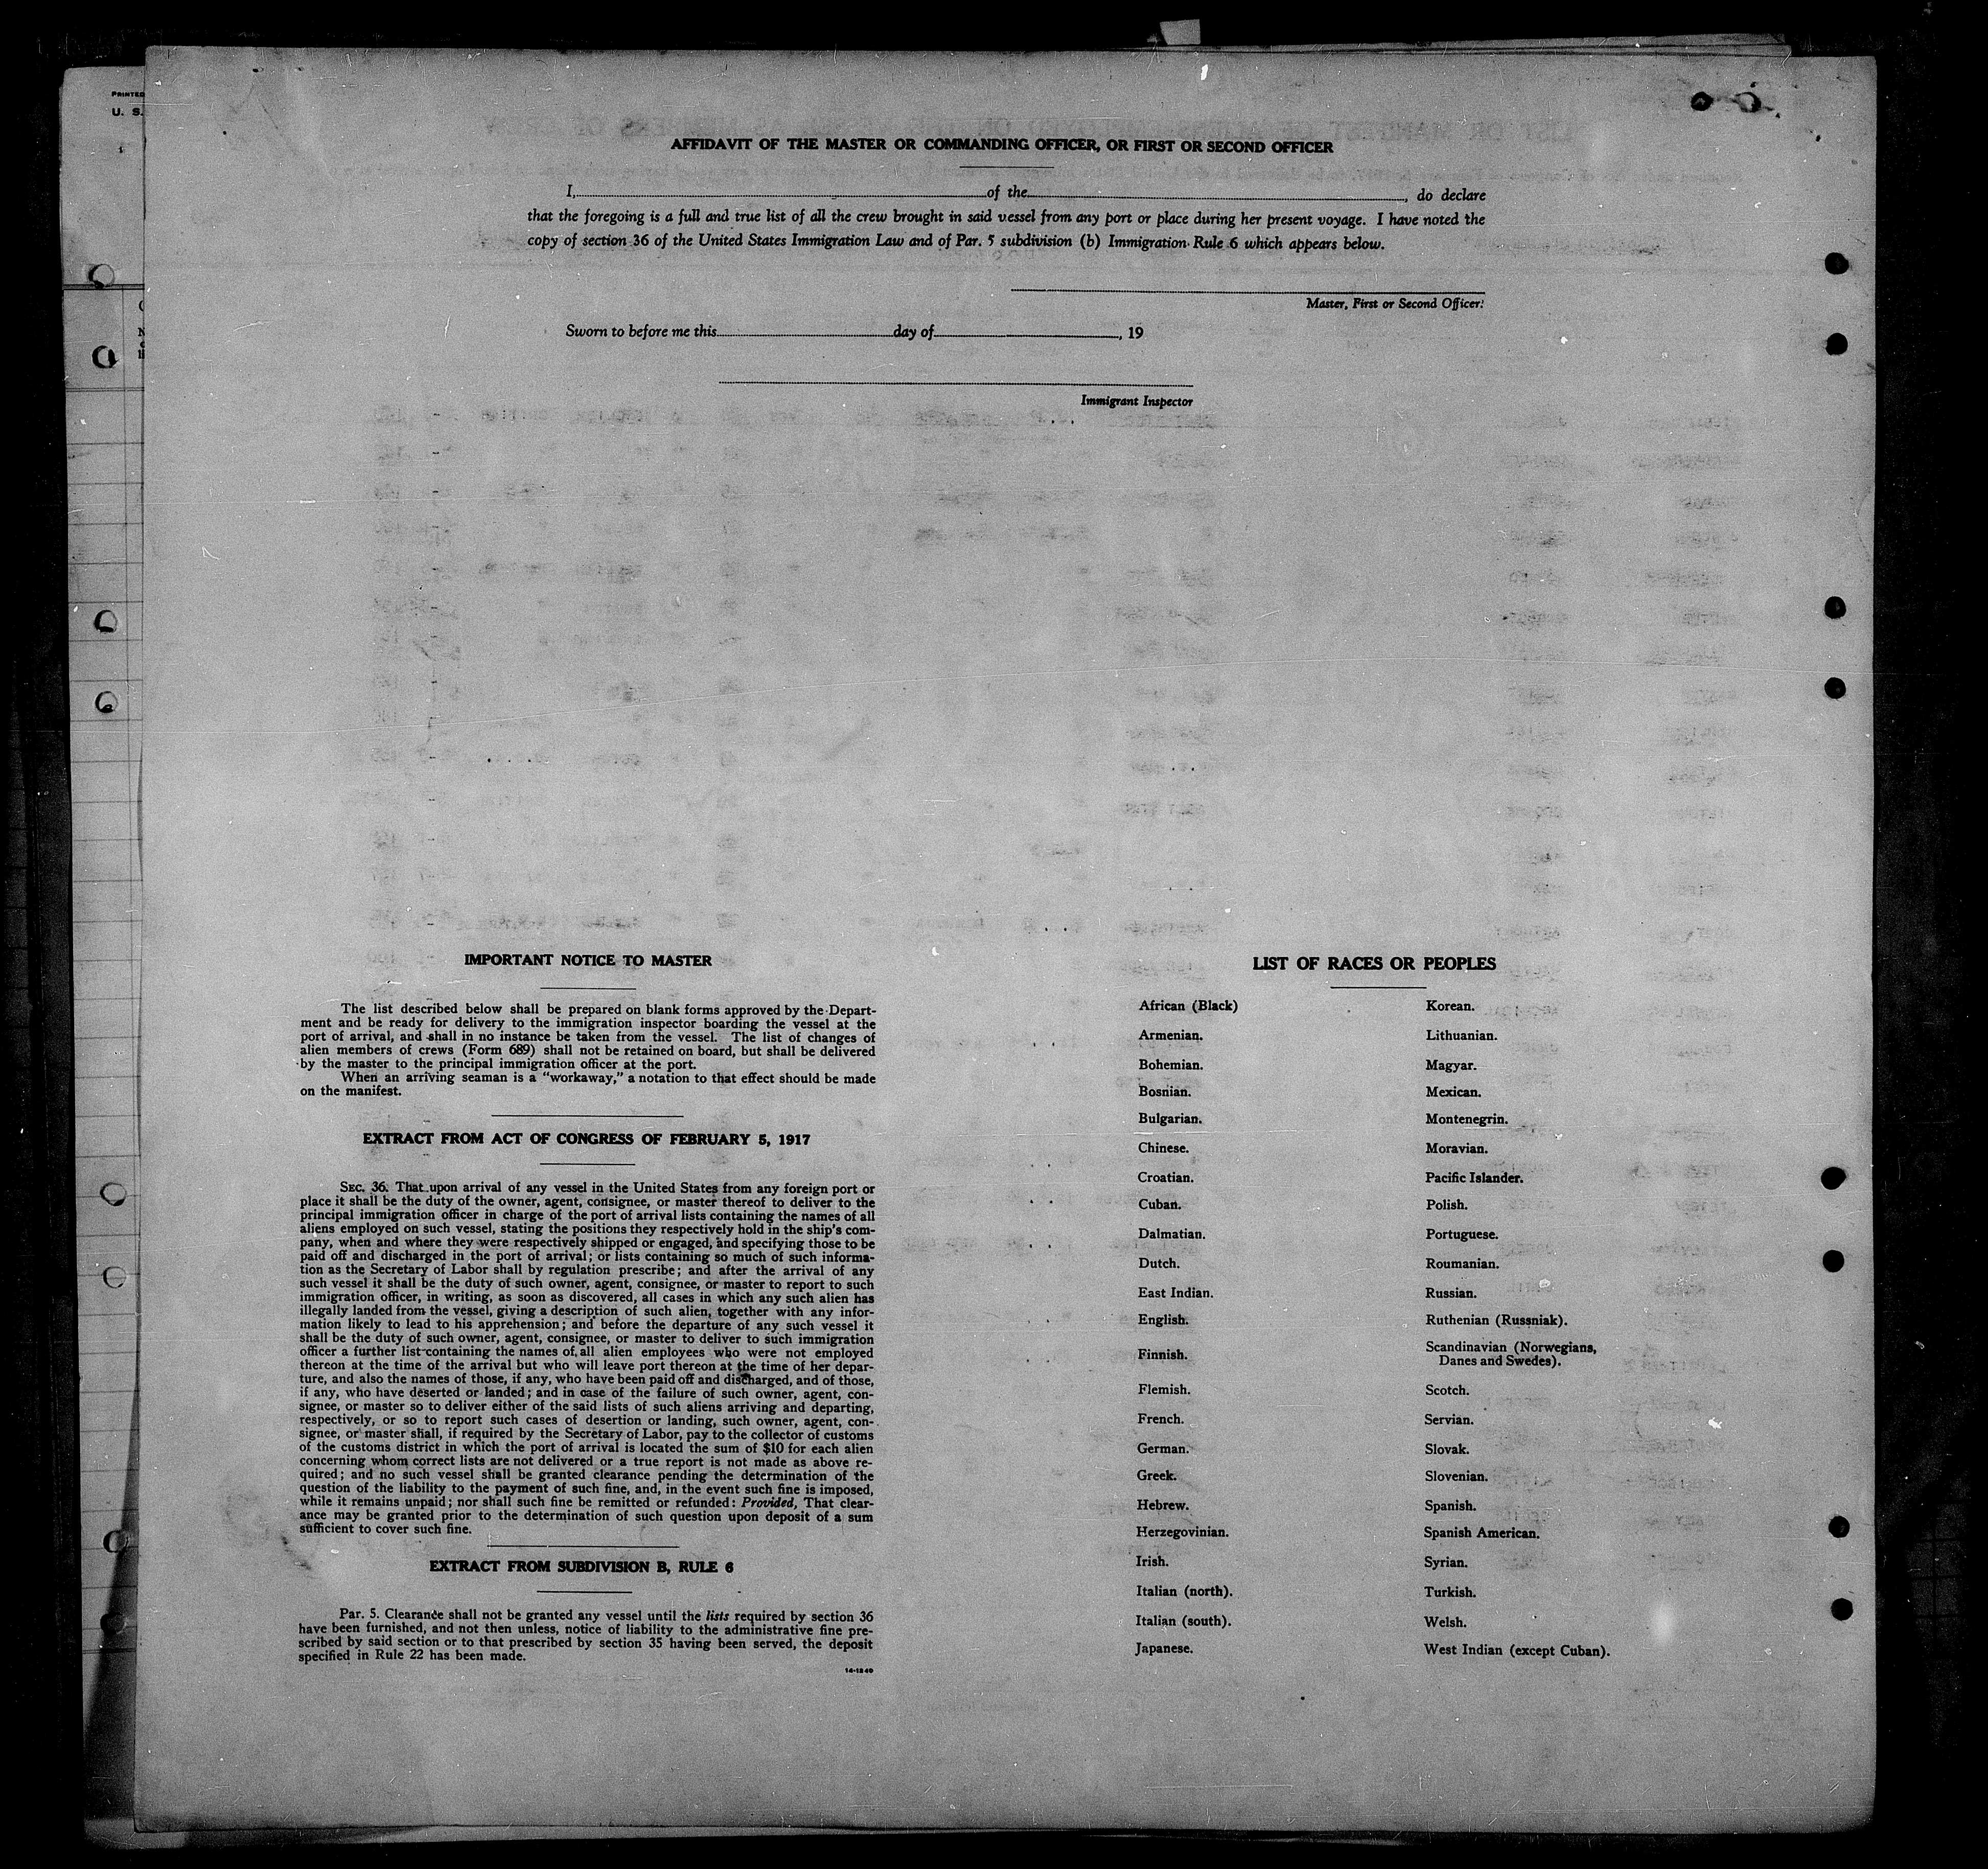 PRINTED
U. S.
AFFIDAVIT OF THE MASTER OR COMMANDING OFFICER, OR FIRST OR SECOND OFFICER
I, of the , do declare
that the foregoing is a full and true list of all the crew brought in said vessel from any port or place during her present voyage. I have noted the
copy of section 36 of the United States Immigration Law and of Par. 5 subdivision (b) Immigration Rule 6 which appears below.
Master, First or Second Officer.
Sworn to before me this day of , 19
Immigrant Inspector
IMPORTANT NOTICE TO MASTER
The list described below shall be prepared on blank forms approved by the Depart-
ment and be ready for delivery to the immigration inspector boarding the vessel at the
port of arrival, and shall in no instance be taken from the vessel. The list of changes of
alien members of crews (Form 689) shall not be retained on board, but shall be delivered
by the master to the principal immigration officer at the port.
When an arriving seaman is a "workaway," a notation to that effect should be made
on the manifest.
EXTRACT FROM ACT OF CONGRESS OF FEBRUARY 5, 1917
SEC. 36. That upon arrival of any vessel in the United States from any foreign port or
place it shall be the duty of the owner, agent, consignee, or master thereof to deliver to the
principal immigration officer in charge of the port of arrival lists containing the names of all
aliens employed on such vessel, stating the positions they respectively hold in the ship's com-
pany, when and where they were respectively shipped or engaged, and specifying those to be
paid off and discharged in the port of arrival; or lists containing so much of such informa-
tion as the Secretary of Labor shall by regulation prescribe; and after the arrival of any
such vessel it shall be the duty of such owner, agent, consignee, or master to report to such
immigration officer, in writing, as soon as discovered, all cases in which any such alien has
illegally landed from the vessel, giving a description of such alien, together with any infor-
mation likely to lead to his apprehension; and before the departure of any such vessel it
shall be the duty of such owner, agent, consignee, or master to deliver to such immigration
officer a further list containing the names of all alien employees who were not employed
thereon at the time of the arrival but who will leave port thereon at the time of her depar-
ture, and also the names of those, if any, who have been paid off and discharged, and of those,
if any, who have deserted or landed; and in case of the failure of such owner, agent, con-
signee, or master so to deliver either of the said lists of such aliens arriving and departing,
respectively, or so to report such cases of desertion or landing, such owner, agent, con-
signee, or master shall, if required by the Secretary of Labor, pay to the collector of customs
of the customs district in which the port of arrival is located the sum of $10 for each alien
concerning whom correct lists are not delivered or a true report is not made as above re-
quired; and no such vessel shall be granted clearance pending the determination of the
question of the liability to the payment of such fine, and, in the event such fine is imposed,
while it remains unpaid; nor shall such fine be remitted or refunded: Provided, That clear-
ance may be granted prior to the determination of such question upon deposit of a sum
sufficient to cover such fine.
EXTRACT FROM SUBDIVISION B, RULE 6
Par. 5. Clearance shall not be granted any vessel until the lists required by section 36
have been furnished, and not then unless, notice of liability to the administrative fine pre-
scribed by said section or to that prescribed by section 35 having been served, the deposit
specified in Rule 22 has been made.
14-1240
LIST OF RACES OR PEOPLES
African (Black)
Armenian.
Bohemian.
Bosnian.
Bulgarian.
Chinese.
Croatian.
Cuban.
Dalmatian.
Dutch.
East Indian.
English.
Finnish.
Flemish.
French.
German.
Greek.
Hebrew.
Herzegovinian.
Irish.
Italian (north).
Italian (south).
Japanese.
Korean.
Lithuanian.
Magyar.
Mexican.
Montenegrin.
Moravian.
Pacific Islander.
Polish.
Portuguese.
Roumanian.
Russian.
Ruthenian (Russniak).
Scandinavian (Norwegians,
Danes and Swedes).
Scotch.
Servian.
Slovak.
Slovenian.
Spanish.
Spanish American.
Syrian.
Turkish.
Welsh.
West Indian (except Cuban).